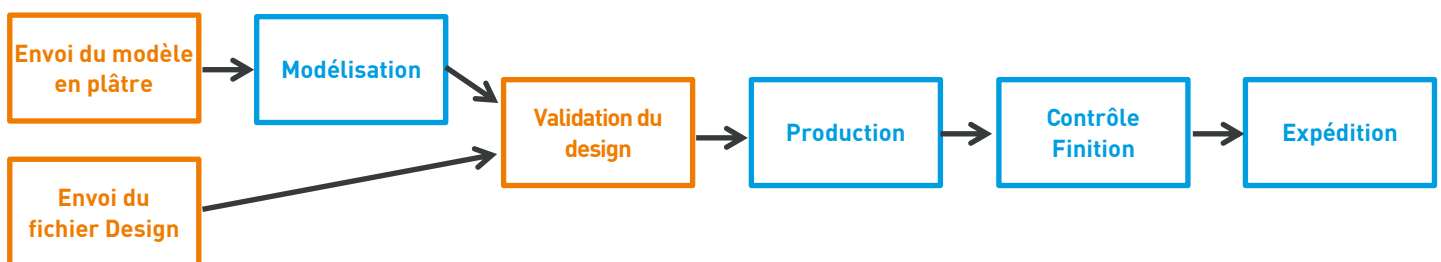 Envoi du modèle
en plâtre
Modélisation
Envoi du
fichier Design
Validation du
design
Production
Contrôle
Finition
Expédition